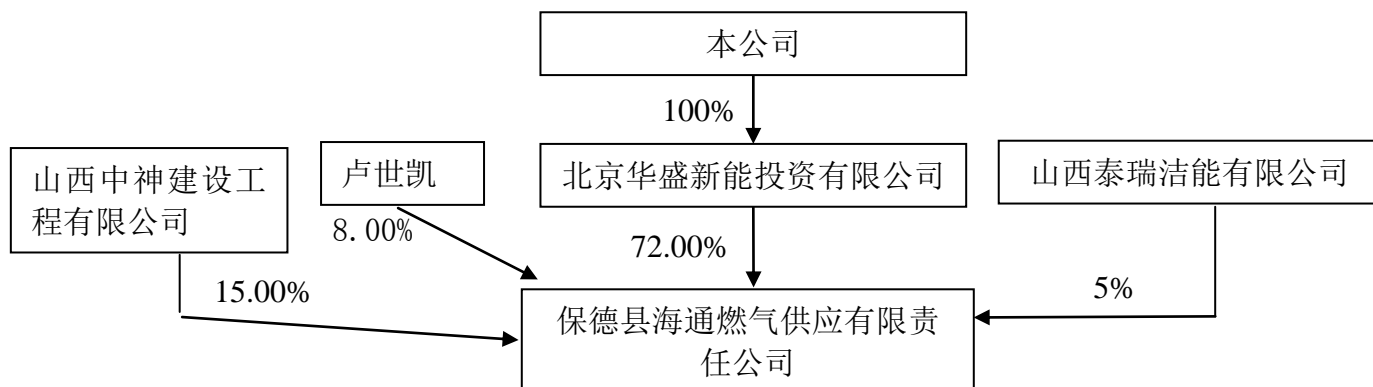 本公司
100%
山西中神建设工
程有限公司
卢世凯
北京华盛新能投资有限公司
山西泰瑞洁能有限公司
8.00%
72.00%
15.00%
5%
保德县海通燃气供应有限责
任公司